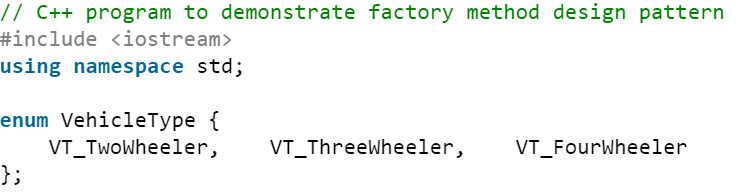 // C++ program to demonstrate factory method design pattern
#include <iostream>
using namespace std;
enum VehicleType {
    VT_TwoWheeler,    VT_ThreeWheeler,    VT_FourWheeler
};